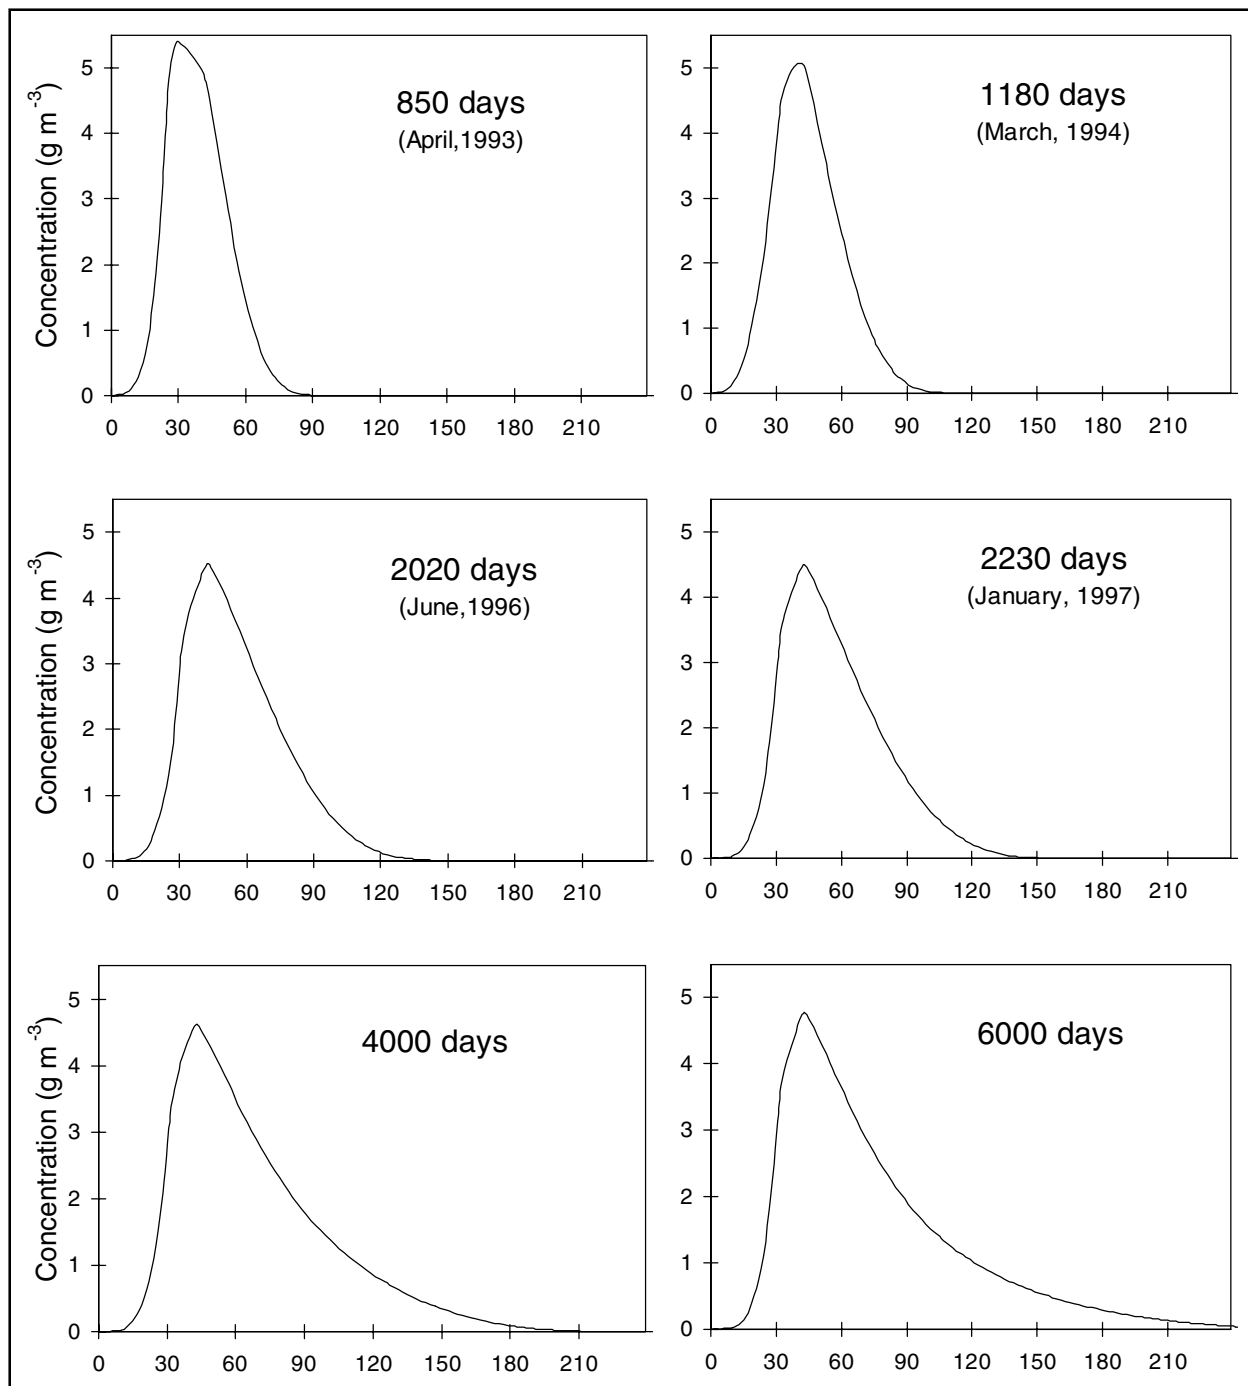 Concentration (g m -3)
5
4
3
2
1
0
850 days
(April,1993)
0 30 60 90 120 150 180 210
5
4
3
2
1
0
1180 days
(March, 1994)
0 30 60 90 120 150 180 210
Concentration (g m -3)
5
4
3
2
1
0
2020 days
(June,1996)
0 30 60 90 120 150 180 210
5
4
3
2
1
0
2230 days
(January, 1997)
0 30 60 90 120 150 180 210
Concentration (g m -3)
5
4
3
2
1
0
4000 days
0 30 60 90 120 150 180 210
5
4
3
2
1
0
6000 days
0 30 60 90 120 150 180 210